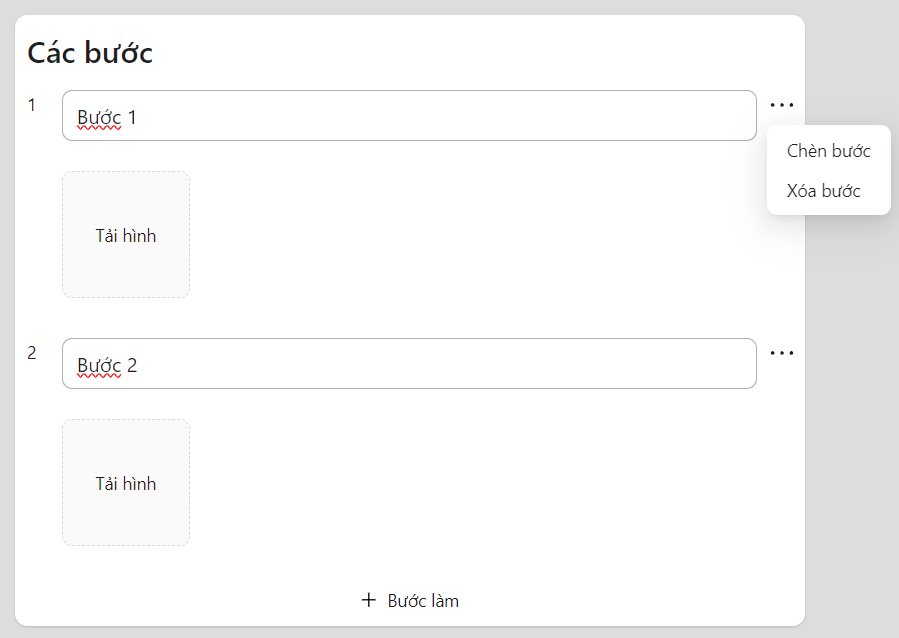 Các bước
1 Bước 1 ...
Chèn bước
Xóa bước
Tải hình
2 Bước 2 ...
Tải hình
+ Bước làm